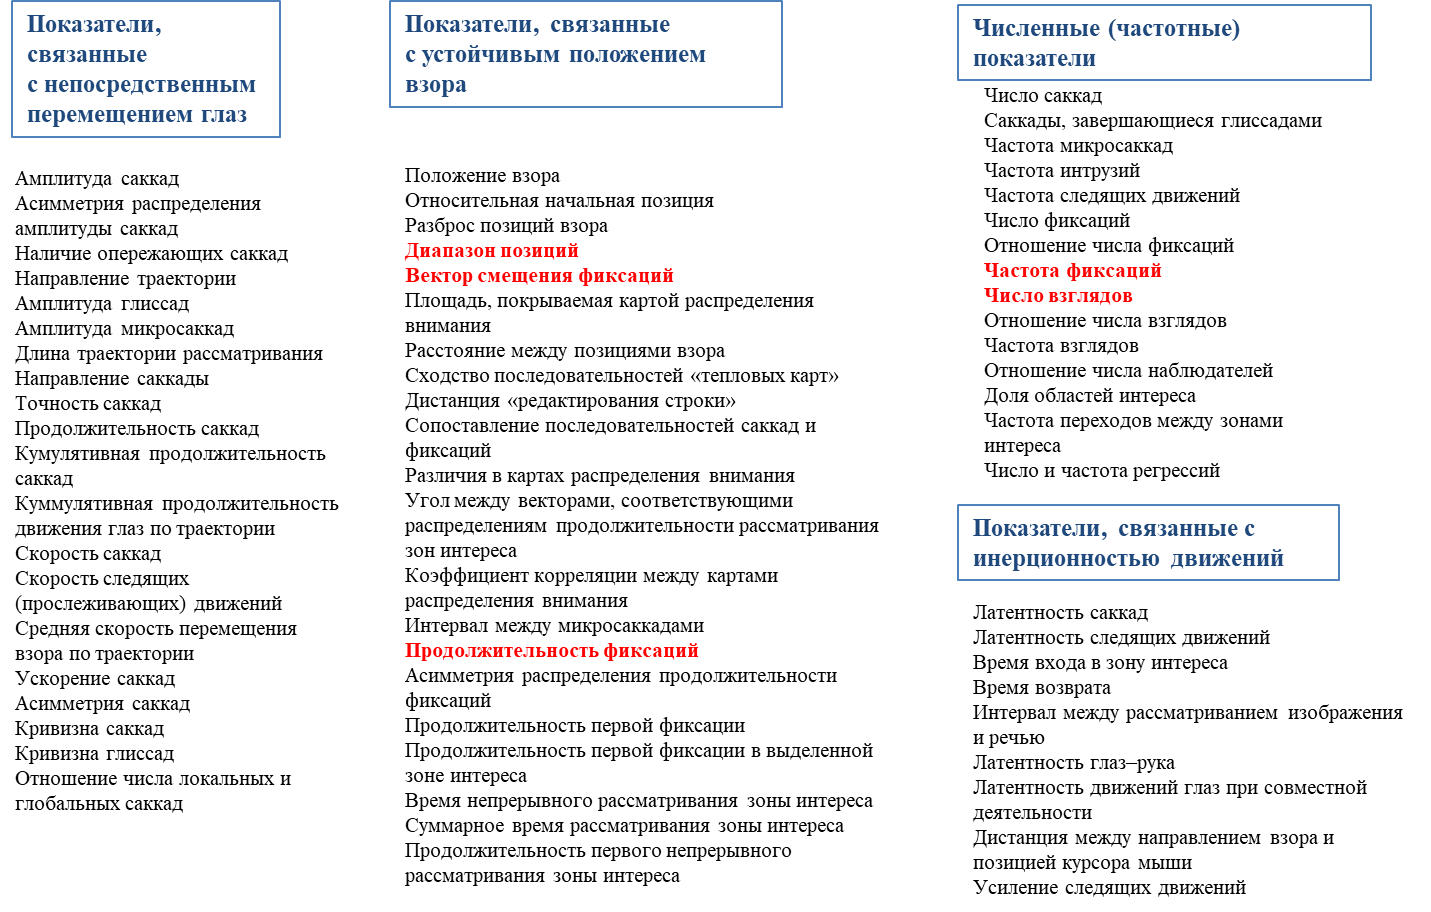 Показатели,
связанные
с непосредственным
перемещением глаз
Амплитуда саккад
Асимметрия распределения
амплитуды саккад
Наличие опережающих саккад
Направление траектории
Амплитуда глиссад
Амплитуда микросаккад
Длина траектории рассматривания
Направление саккады
Точность саккад
Продолжительность саккад
Кумулятивная продолжительность
саккад
Куммулятивная продолжительность
движения глаз по траектории
Скорость саккад
Скорость следящих
(прослеживающих) движений
Средняя скорость перемещения
взора по траектории
Ускорение саккад
Асимметрия саккад
Кривизна саккад
Кривизна глиссад
Отношение числа локальных и
глобальных саккад
Показатели, связанные
с устойчивым положением
взора
Положение взора
Относительная начальная позиция
Разброс позиций взора
Диапазон позиций
Вектор смещения фиксаций
Площадь, покрываемая картой распределения
внимания
Расстояние между позициями взора
Сходство последовательностей «тепловых карт»
Дистанция «редактирования строки»
Сопоставление последовательностей саккад и
фиксаций
Различия в картах распределения внимания
Угол между векторами, соответствующими
распределениям продолжительности рассматривания
зон интереса
Коэффициент корреляции между картами
распределения внимания
Интервал между микросаккадами
Продолжительность фиксаций
Асимметрия распределения продолжительности
фиксаций
Продолжительность первой фиксации
Продолжительность первой фиксации в выделенной
зоне интереса
Время непрерывного рассматривания зоны интереса
Суммарное время рассматривания зоны интереса
Продолжительность первого непрерывного
рассматривания зоны интереса
Численные (частотные)
показатели
Число саккад
Саккады, завершающиеся глиссадами
Частота микросаккад
Частота интрузий
Частота следящих движений
Число фиксаций
Отношение числа фиксаций
Частота фиксаций
Число взглядов
Отношение числа взглядов
Частота взглядов
Отношение числа наблюдателей
Доля областей интереса
Частота переходов между зонами
интереса
Число и частота регрессий
Показатели, связанные с
инерционностью движений
Латентность саккад
Латентность следящих движений
Время входа в зону интереса
Время возврата
Интервал между рассматриванием изображения
и речью
Латентность глаз–рука
Латентность движений глаз при совместной
деятельности
Дистанция между направлением взора и
позицией курсора мыши
Усиление следящих движений